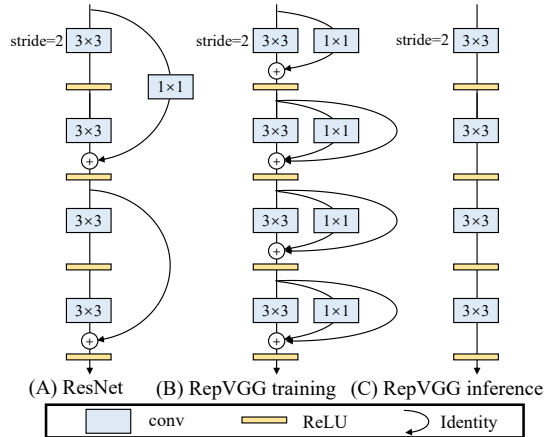 stride=2 3×3 stride=2 3×3 1×1 stride=2 3×3
1×1
3×3 3×3 1×1 3×3
3×3 3×3 1×1 3×3
3×3 3×3 1×1 3×3
(A) ResNet (B) RepVGG training (C) RepVGG inference
conv ReLU Identity